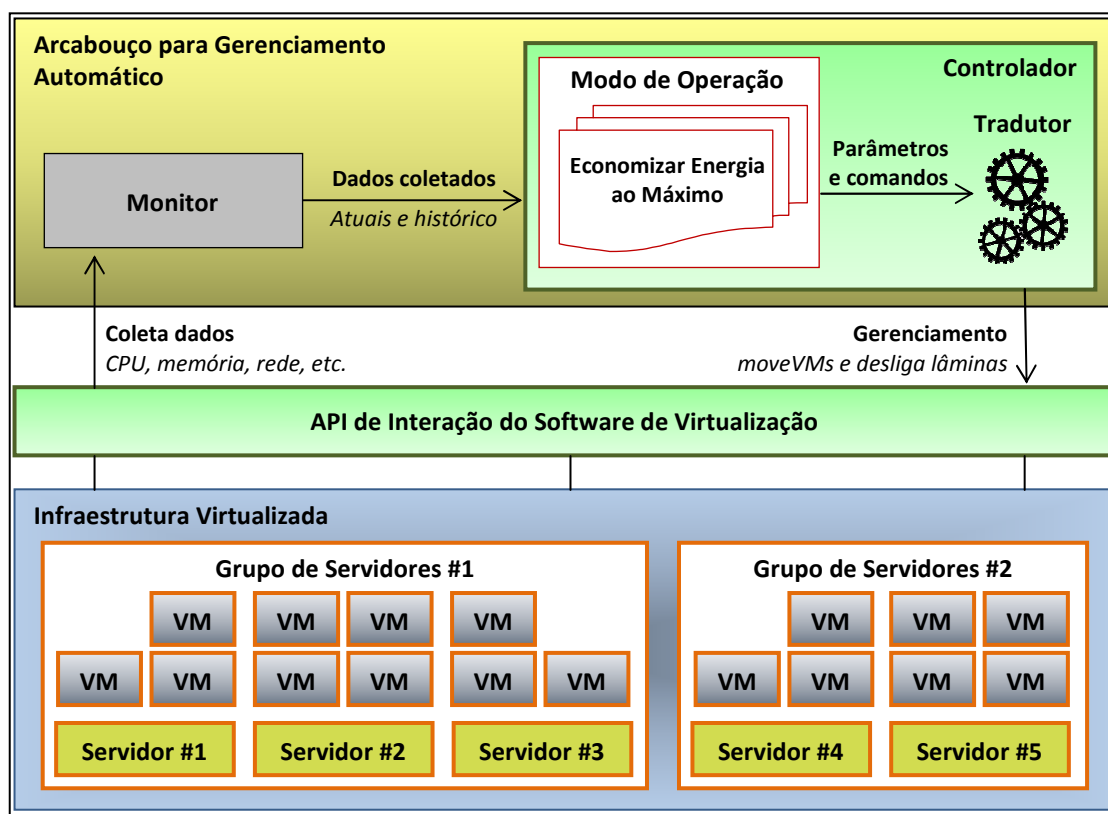 Arcabouço para Gerenciamento
Automático
Controlador
Modo de Operação
Tradutor
Economizar Energia
ao Máximo
Parâmetros
e comandos
Monitor
Dados coletados
Atuais e histórico
Coleta dados
CPU, memória, rede, etc.
Gerenciamento
moveVMs e desliga lâminas
API de Interação do Software de Virtualização
Infraestrutura Virtualizada
Grupo de Servidores #1
VM VM VM VM
VM VM VM VM VM VM
Servidor #1 Servidor #2 Servidor #3
Grupo de Servidores #2
VM VM VM
VM VM VM VM
Servidor #4 Servidor #5